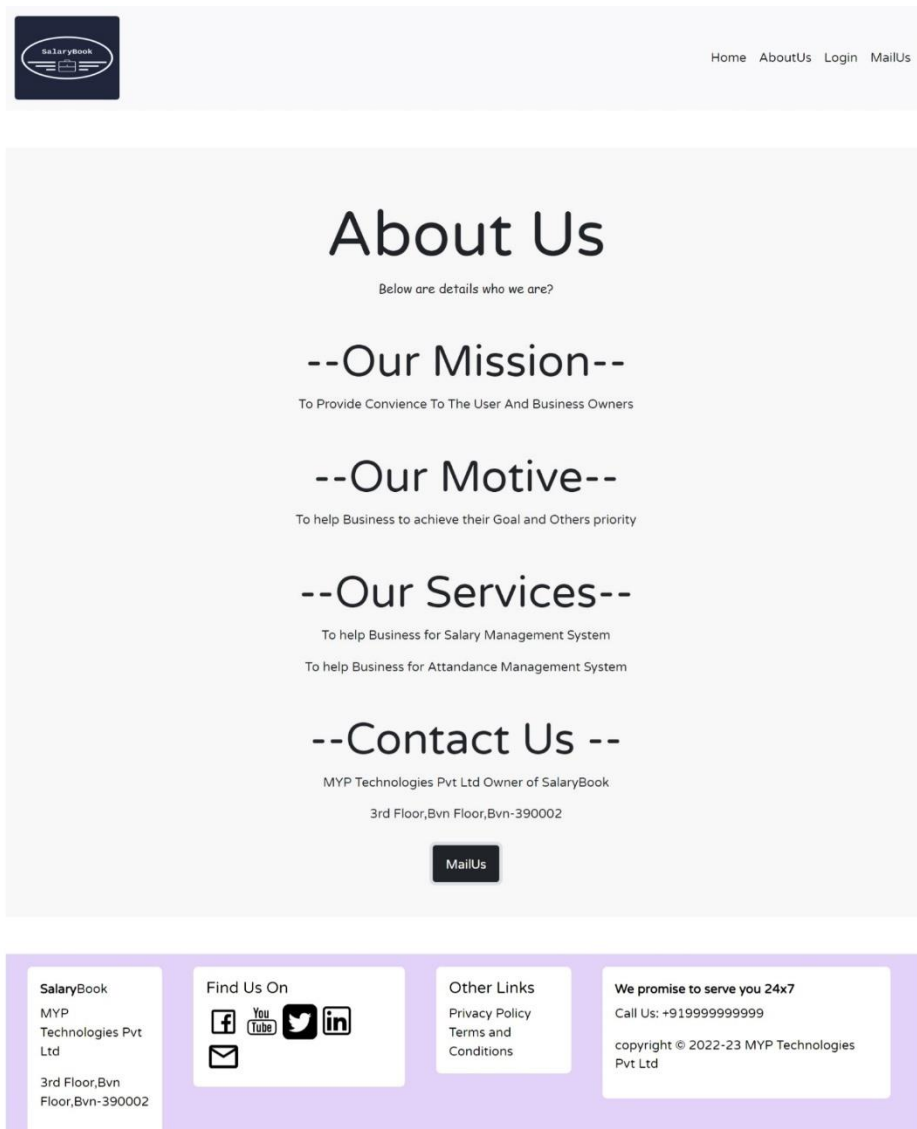 SalaryBook
Home AboutUs Login MailUs
About Us
Below are details who we are?
--Our Mission--
To Provide Convience To The User And Business Owners
--Our Motive--
To help Business to achieve their Goal and Others priority
--Our Services--
To help Business for Salary Management System
To help Business for Attandance Management System
--Contact Us --
MYP Technologies Pvt Ltd Owner of SalaryBook
3rd Floor,Bvn Floor,Bvn-390002
MailUs
SalaryBook
MYP
Technologies Pvt
Ltd
3rd Floor,Bvn
Floor,Bvn-390002
Find Us On
You
Tube
in
Other Links
Privacy Policy
Terms and
Conditions
We promise to serve you 24x7
Call Us: +919999999999
copyright © 2022-23 MYP Technologies
Pvt Ltd